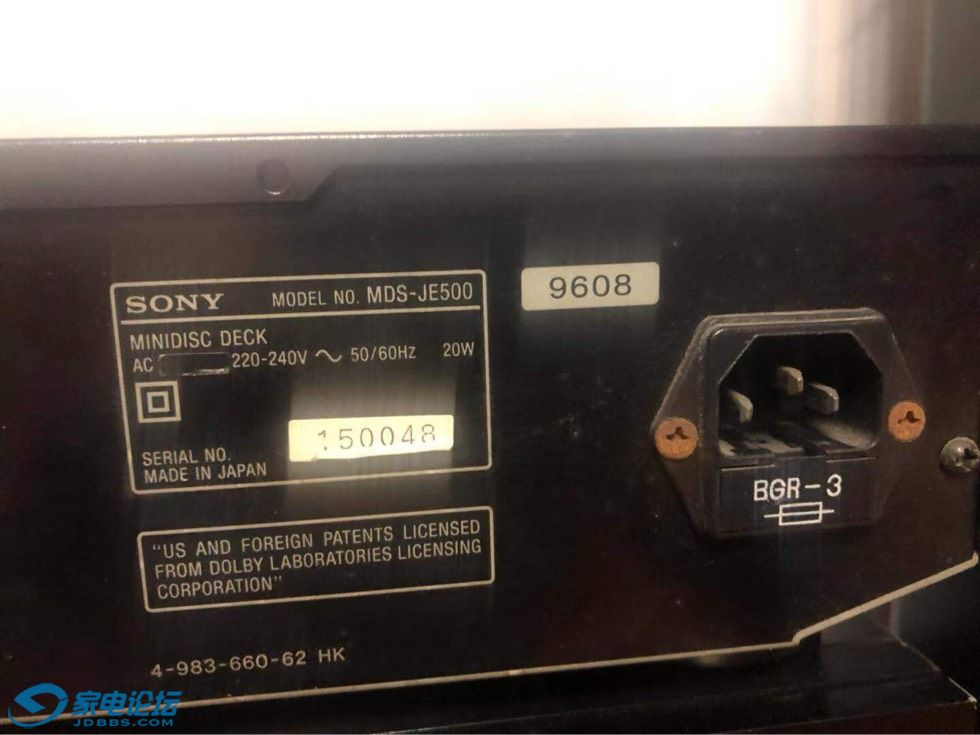 SONY MODEL NO. MDS-JE500
9608
MINIDISC DECK
AC 220-240V ～ 50/60Hz 20W
150048
SERIAL NO.
MADE IN JAPAN
BGR-3
"US AND FOREIGN PATENTS LICENSED
FROM DOLBY LABORATORIES LICENSING
CORPORATION"
4-983-660-62 HK
家电论坛
JDBBS.COM